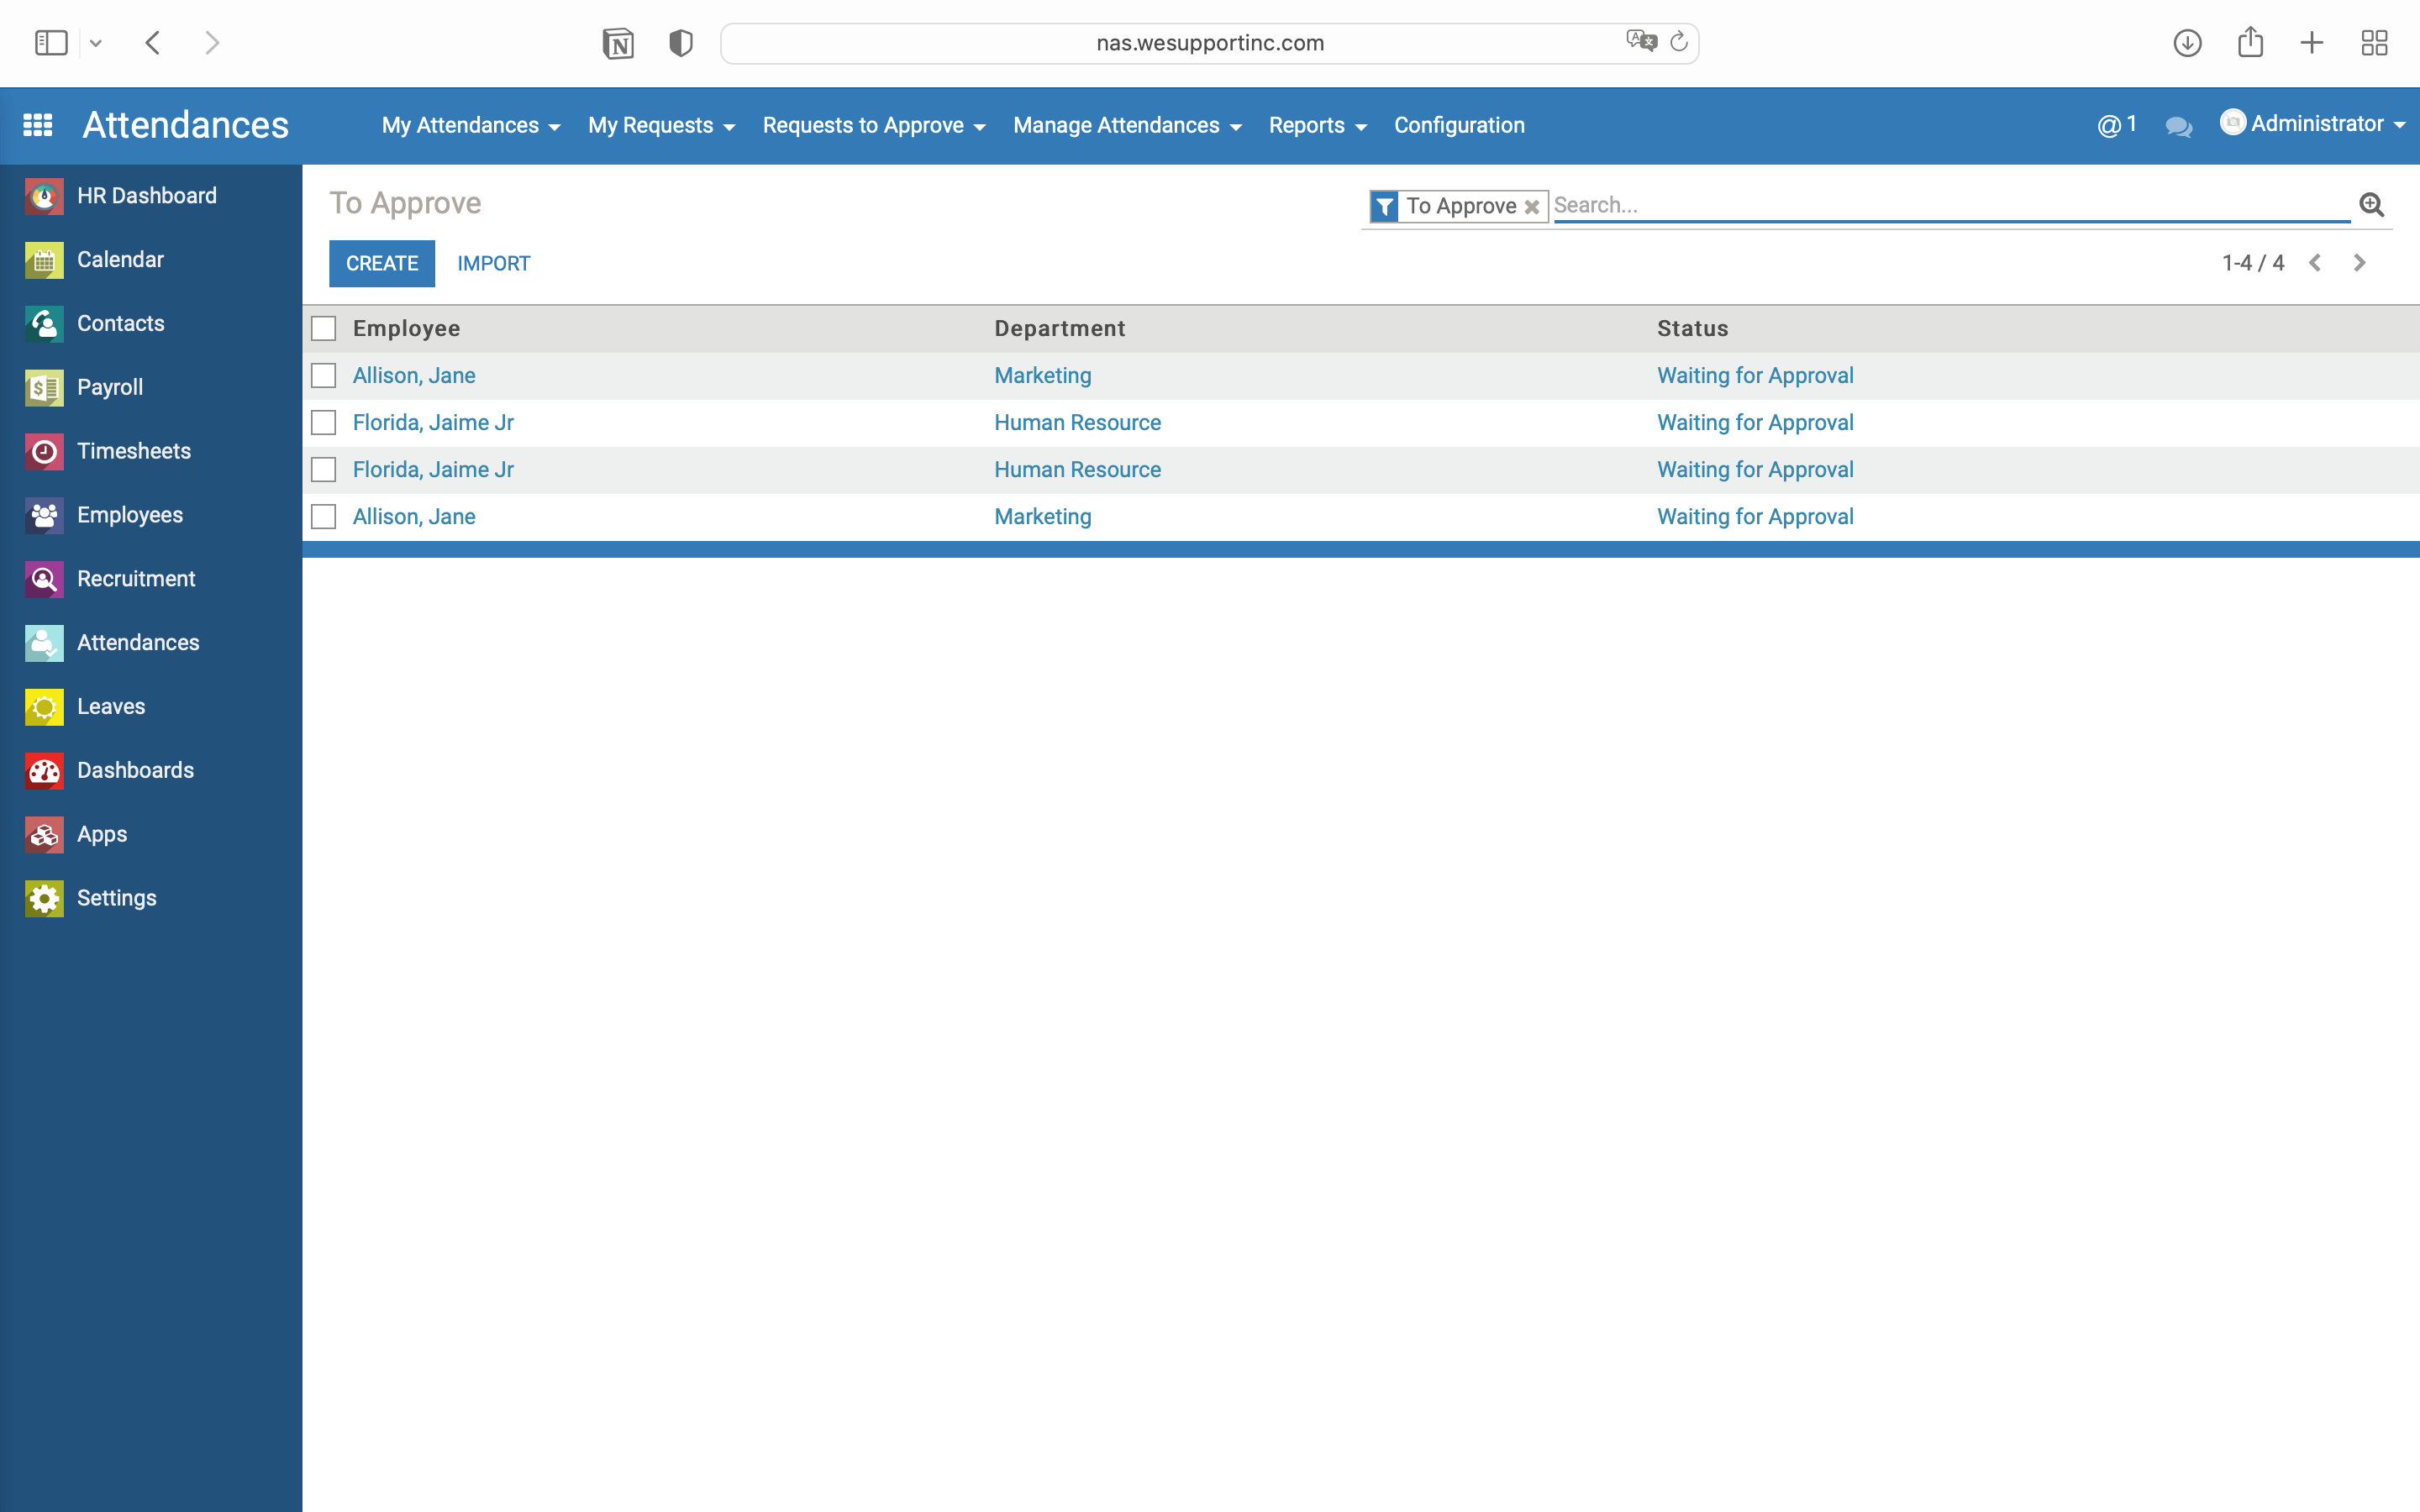 nas.wesupportinc.com
Attendances My Attendances My Requests Requests to Approve Manage Attendances Reports Configuration @ 1 Administrator
HR Dashboard
Calendar
Contacts
Payroll
Timesheets
Employees
Recruitment
Attendances
Leaves
Dashboards
Apps
Settings
To Approve
To Approve Search...
CREATE IMPORT
1-4 / 4
Employee Department Status
Allison, Jane Marketing Waiting for Approval
Florida, Jaime Jr Human Resource Waiting for Approval
Florida, Jaime Jr Human Resource Waiting for Approval
Allison, Jane Marketing Waiting for Approval